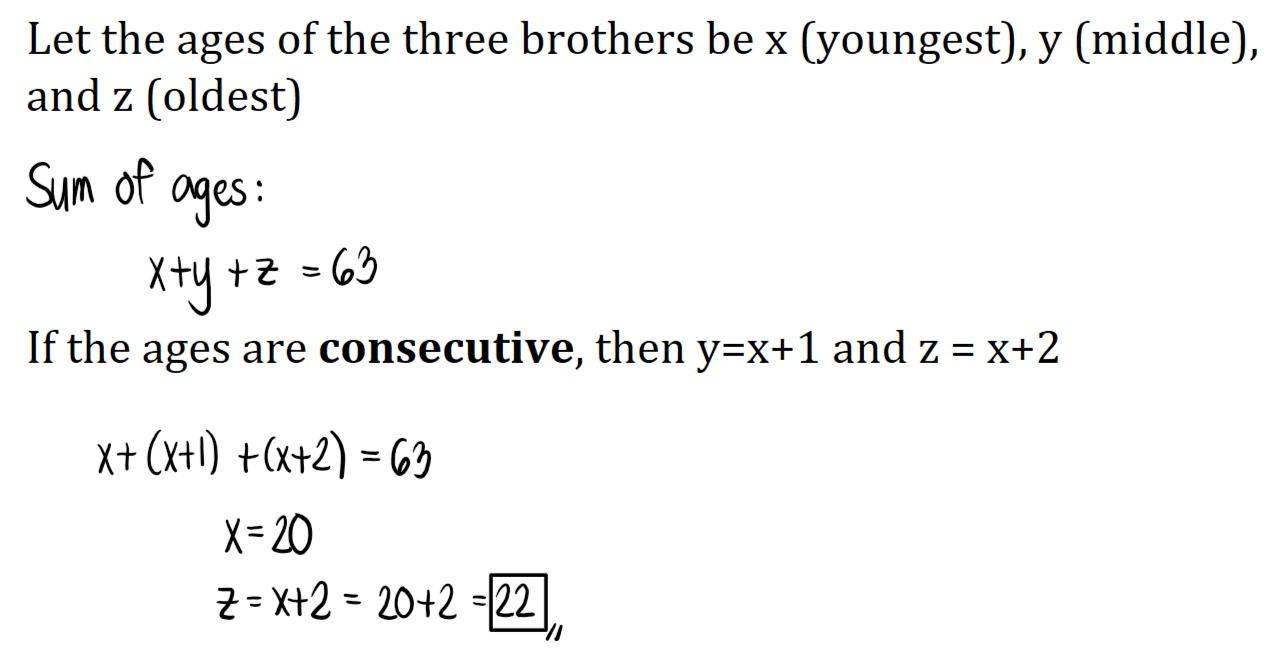 Let the ages of the three brothers be x (youngest), y (middle),
and z (oldest)
Sum of ages:
x+y+z = 63
If the ages are consecutive, then y=x+1 and z = x+2
x+(x+1)+(x+2) = 63
x=20
z=x+2 = 20+2 = 22